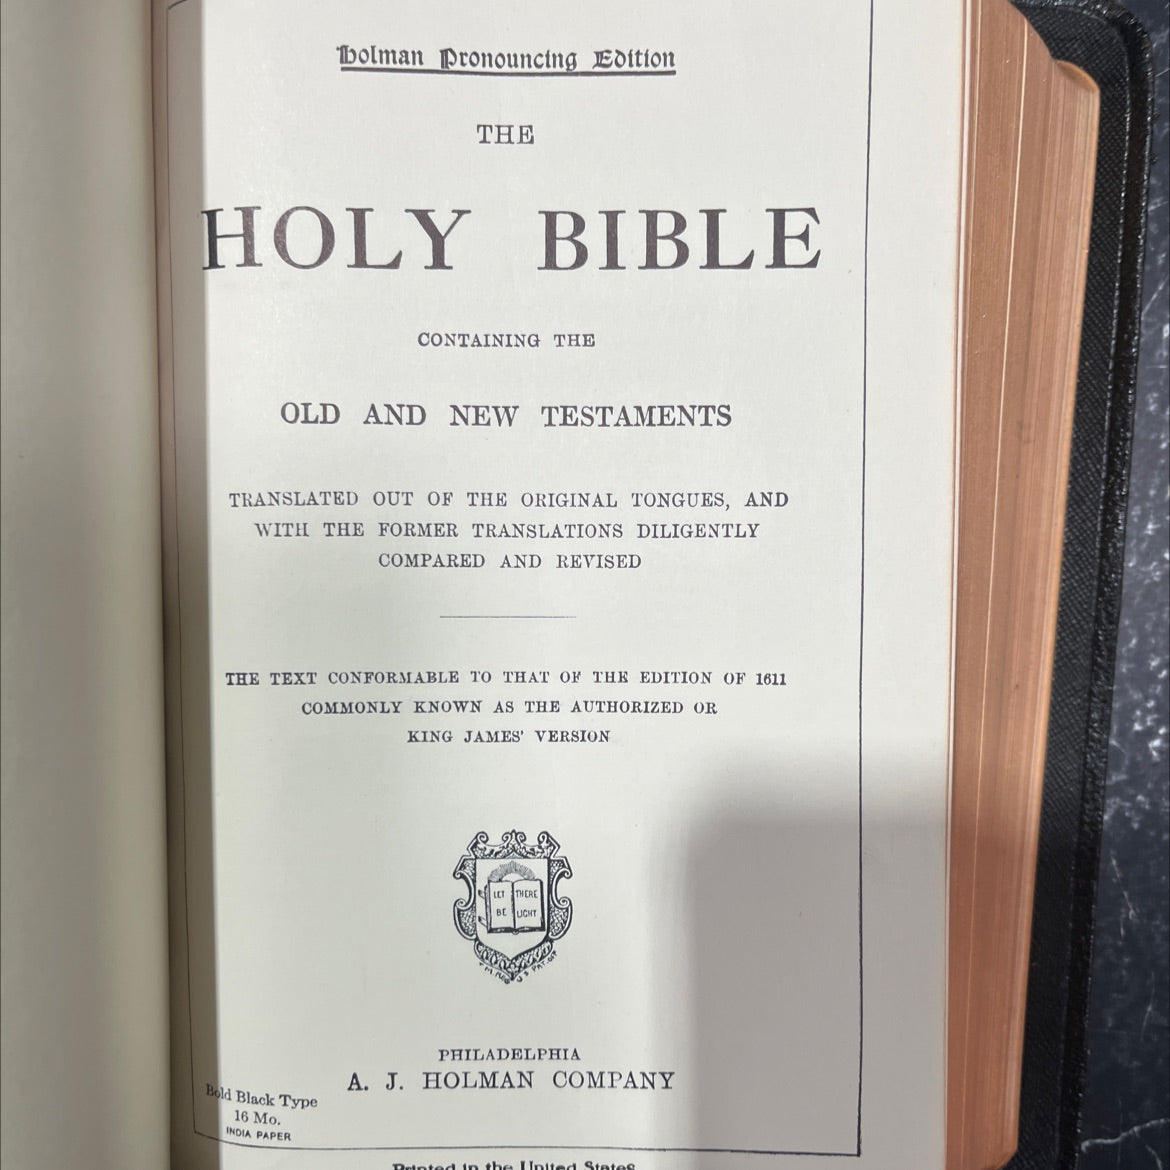 Holman Pronouncing Edition
THE
HOLY BIBLE
CONTAINING THE
OLD AND NEW TESTAMENTS
TRANSLATED OUT OF THE ORIGINAL TONGUES, AND
WITH THE FORMER TRANSLATIONS DILIGENTLY
COMPARED AND REVISED
THE TEXT CONFORMABLE TO THAT OF THE EDITION OF 1611
COMMONLY KNOWN AS THE AUTHORIZED OR
KING JAMES' VERSION
LET THERE
BE LIGHT
PHILADELPHIA
A. J. HOLMAN COMPANY
Bold Black Type
16 Mo.
INDIA PAPER
Printed in the United States